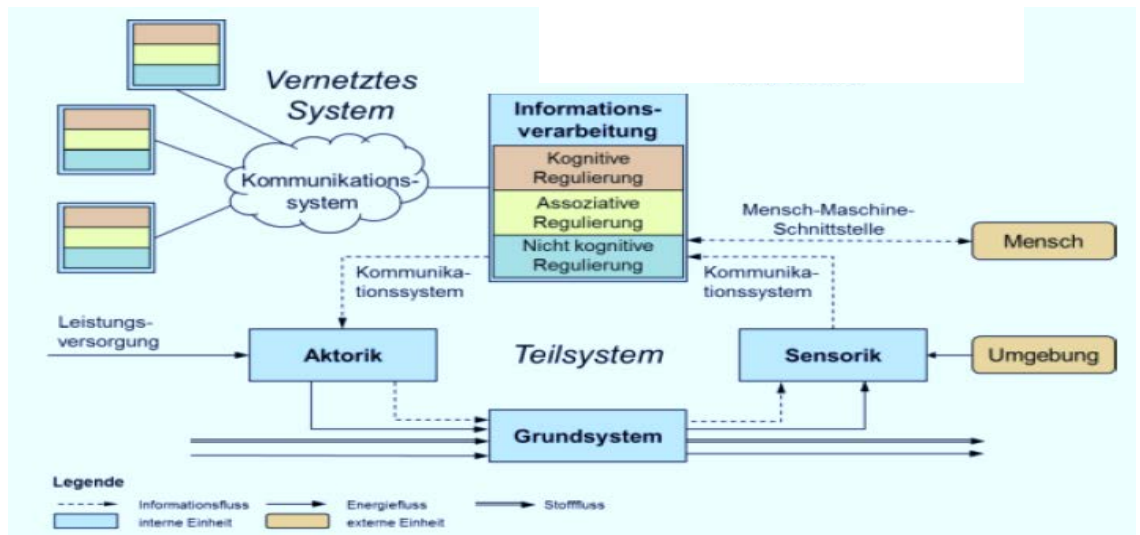 Vernetztes
System
Kommunikations-
system
Informations-
verarbeitung
Kognitive
Regulierung
Assoziative
Regulierung
Nicht kognitive
Regulierung
Mensch-Maschine-
Schnittstelle
Mensch
Kommunika-
tionssystem
Kommunika-
tionssystem
Leistungs-
versorgung
Aktorik
Teilsystem
Sensorik
Umgebung
Grundsystem
Legende
Informationsfluss
Energiefluss
Stofffluss
interne Einheit
externe Einheit